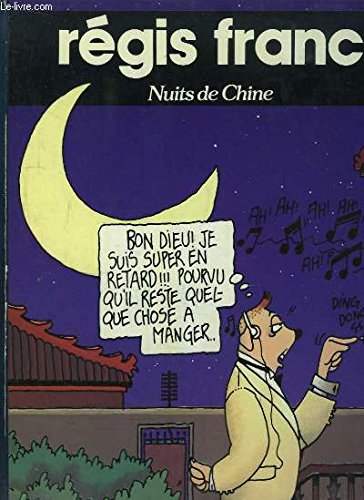 Le-livre.com
régis franc
Nuits de Chine
BON DIEU! JE
SUIS SUPER EN
RETARD!!! POURVU
QU'IL RESTE QUEL-
QUE CHOSE A
MANGER..
AH! AH! AH! AH!
AH!
DING
DONG